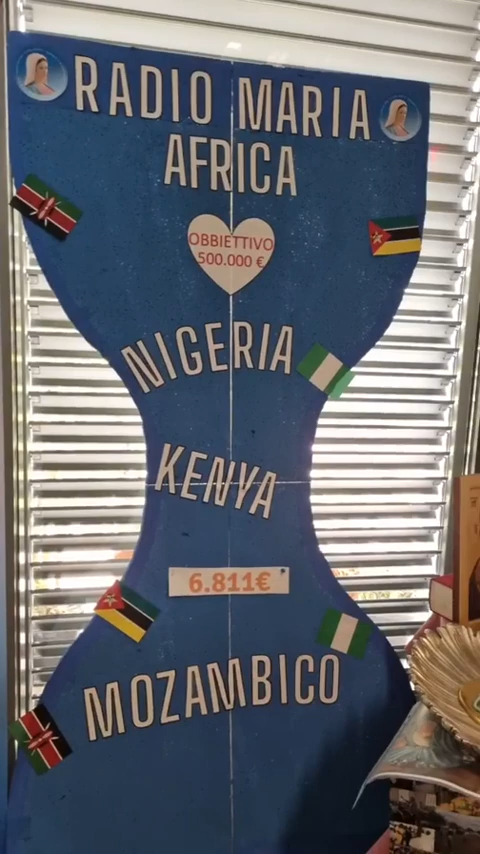 RADIO MARIA
AFRICA
OBBIETTIVO
500.000 €
NIGERIA
KENYA
6.811€
MOZAMBICO